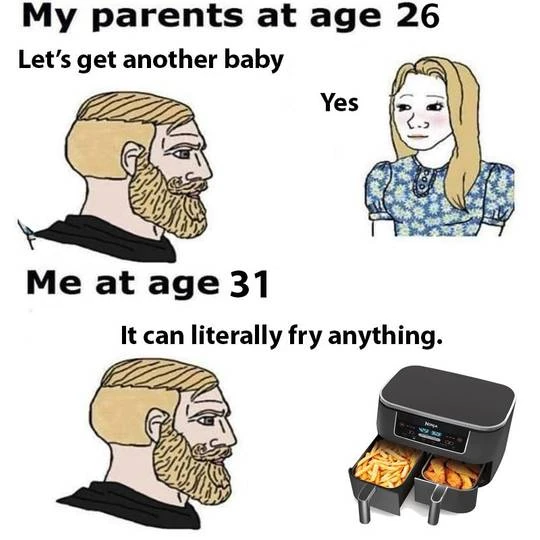 My parents at age 26
Let's get another baby
Yes
Me at age 31
It can literally fry anything.
NINJA